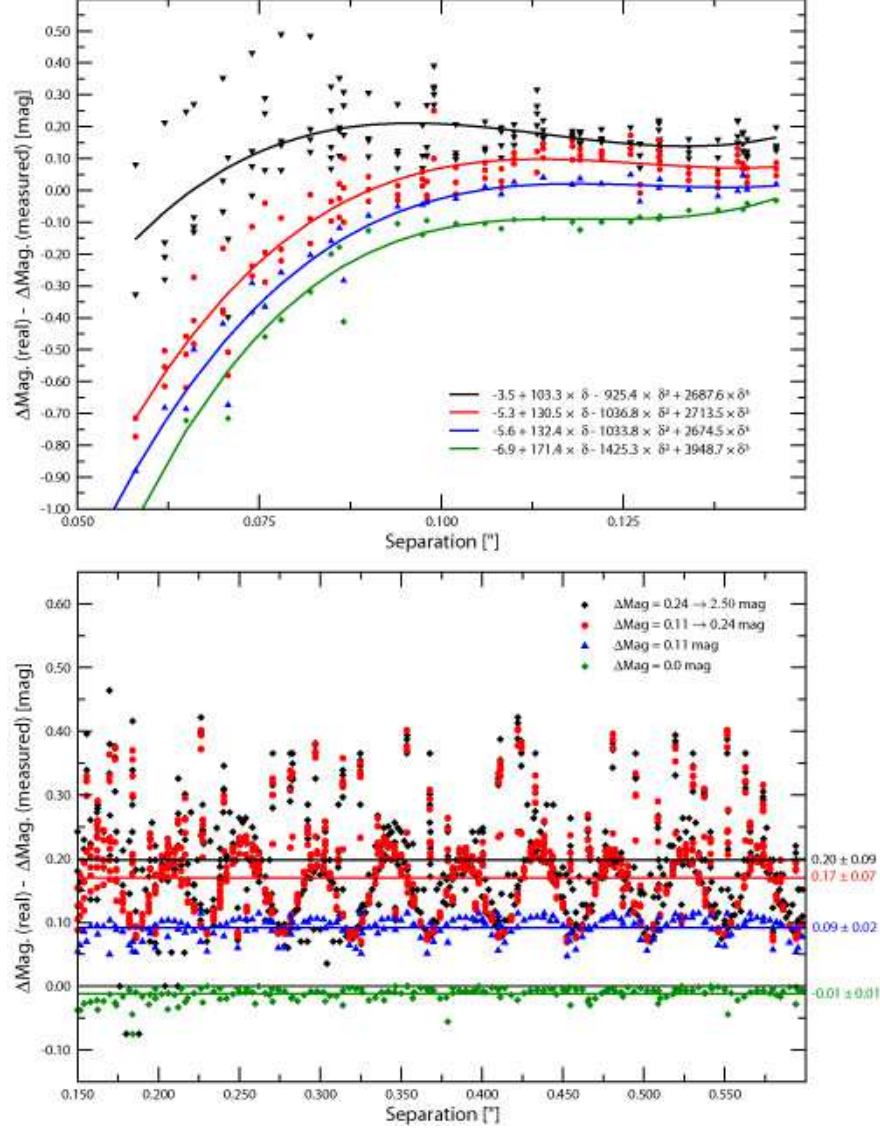 0.50
0.40
0.30
0.20
0.10
0.00
-0.10
-0.20
-0.30
-0.40
-0.50
-0.60
-0.70
-0.80
-0.90
-1.00
ΔMag. (real) - ΔMag. (measured) [mag]
-3.5 + 103.3 × δ - 925.4 × δ² + 2687.6 × δ³
-5.3 + 130.5 × δ - 1036.8 × δ² + 2713.5 × δ³
-5.6 + 132.4 × δ - 1033.8 × δ² + 2674.5 × δ³
-6.9 + 171.4 × δ - 1425.3 × δ² + 3948.7 × δ³
0.050 0.075 0.100 0.125
Separation ["]
0.60
0.50
0.40
0.30
0.20
0.10
0.00
-0.10
ΔMag. (real) - ΔMag. (measured) [mag]
ΔMag = 0.24 → 2.50 mag
ΔMag = 0.11 → 0.24 mag
ΔMag = 0.11 mag
ΔMag = 0.0 mag
0.20 ± 0.09
0.17 ± 0.07
0.09 ± 0.02
-0.01 ± 0.01
0.150 0.200 0.250 0.300 0.350 0.400 0.450 0.500 0.550
Separation ["]